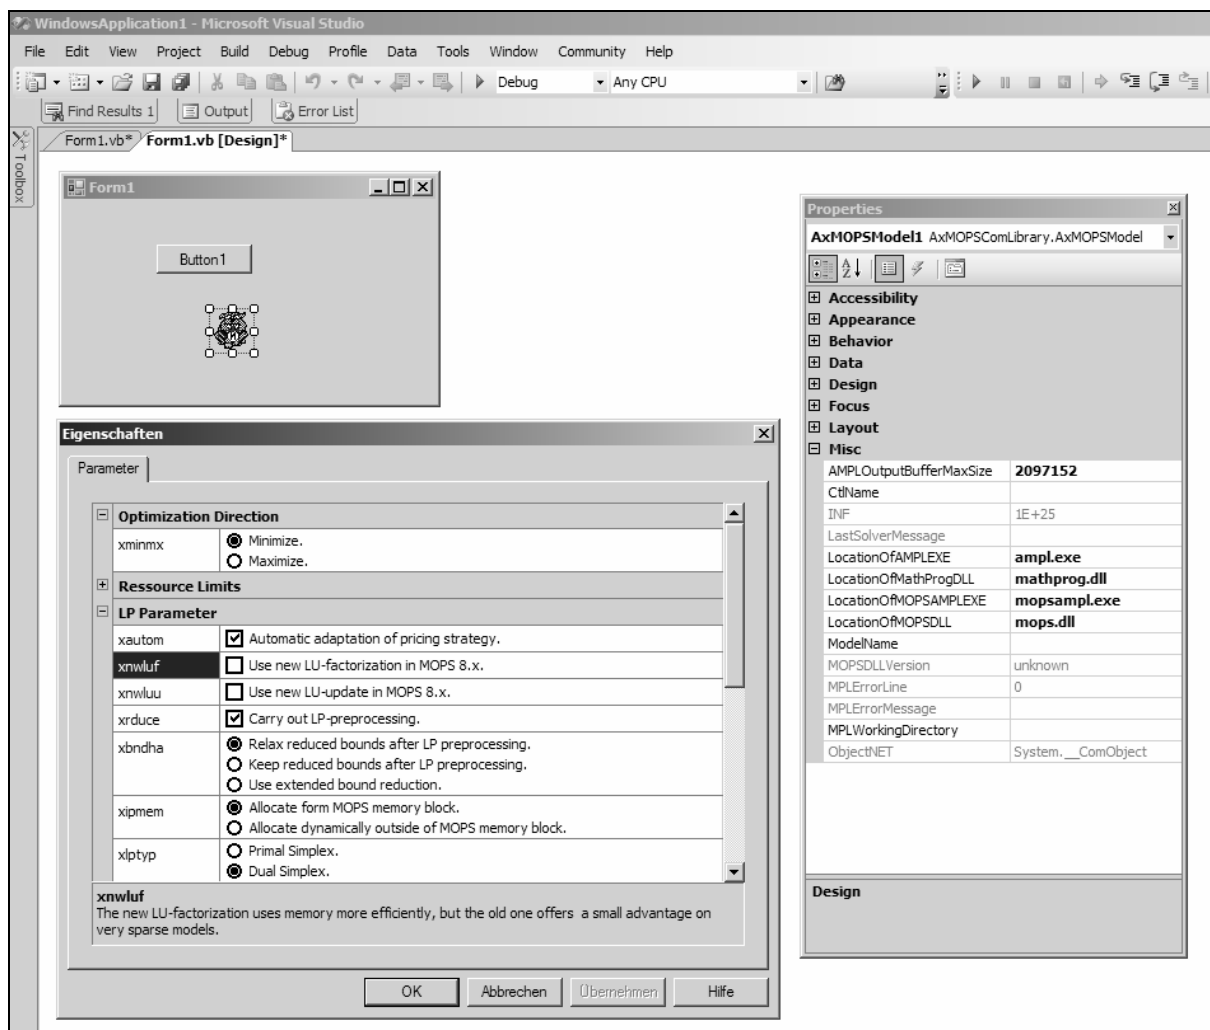 WindowsApplication1 - Microsoft Visual Studio
File Edit View Project Build Debug Profile Data Tools Window Community Help
Debug Any CPU
Find Results 1 Output Error List
Toolbox
Form1.vb* Form1.vb [Design]*
Form1
Button1
Eigenschaften
Parameter
Optimization Direction
xminmx Minimize.
Maximize.
Ressource Limits
LP Parameter
xautom Automatic adaptation of pricing strategy.
xnwluf Use new LU-factorization in MOPS 8.x.
xnwluu Use new LU-update in MOPS 8.x.
xrduce Carry out LP-preprocessing.
xbndha Relax reduced bounds after LP preprocessing.
Keep reduced bounds after LP preprocessing.
Use extended bound reduction.
xipmem Allocate form MOPS memory block.
Allocate dynamically outside of MOPS memory block.
xlptyp Primal Simplex.
Dual Simplex.
xnwluf
The new LU-factorization uses memory more efficiently, but the old one offers a small advantage on
very sparse models.
OK Abbrechen Übernehmen Hilfe
Properties
AxMOPSModel1 AxMOPSComLibrary.AxMOPSModel
Accessibility
Appearance
Behavior
Data
Design
Focus
Layout
Misc
AMPLOutputBufferMaxSize 2097152
CtlName
INF 1E+25
LastSolverMessage
LocationOfAMPLEXE ampl.exe
LocationOfMathProgDLL mathprog.dll
LocationOfMOPSAMPLEXE mopsampl.exe
LocationOfMOPSDLL mops.dll
ModelName
MOPSDLLVersion unknown
MPLErrorLine 0
MPLErrorMessage
MPLWorkingDirectory
ObjectNET System.__ComObject
Design